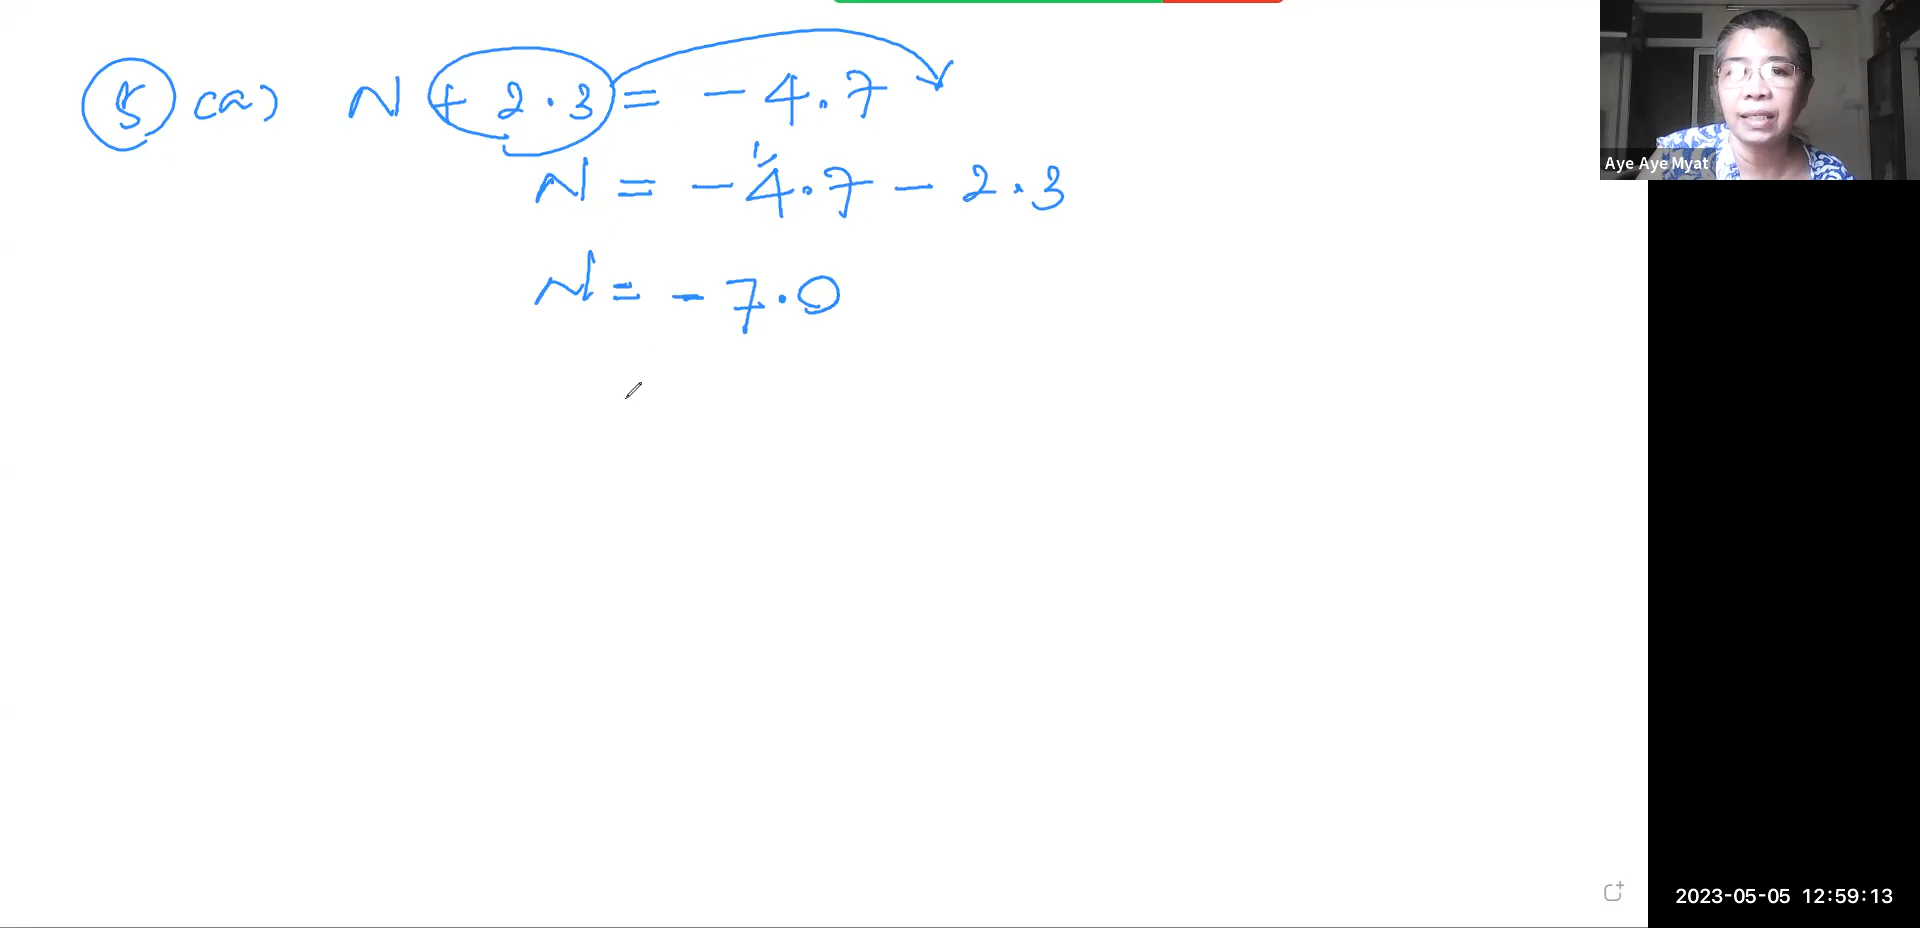 5 (a) N + 2.3 = - 4.7
N = - 4.7 - 2.3
N = - 7.0
Aye Aye Myat
2023-05-05 12:59:13